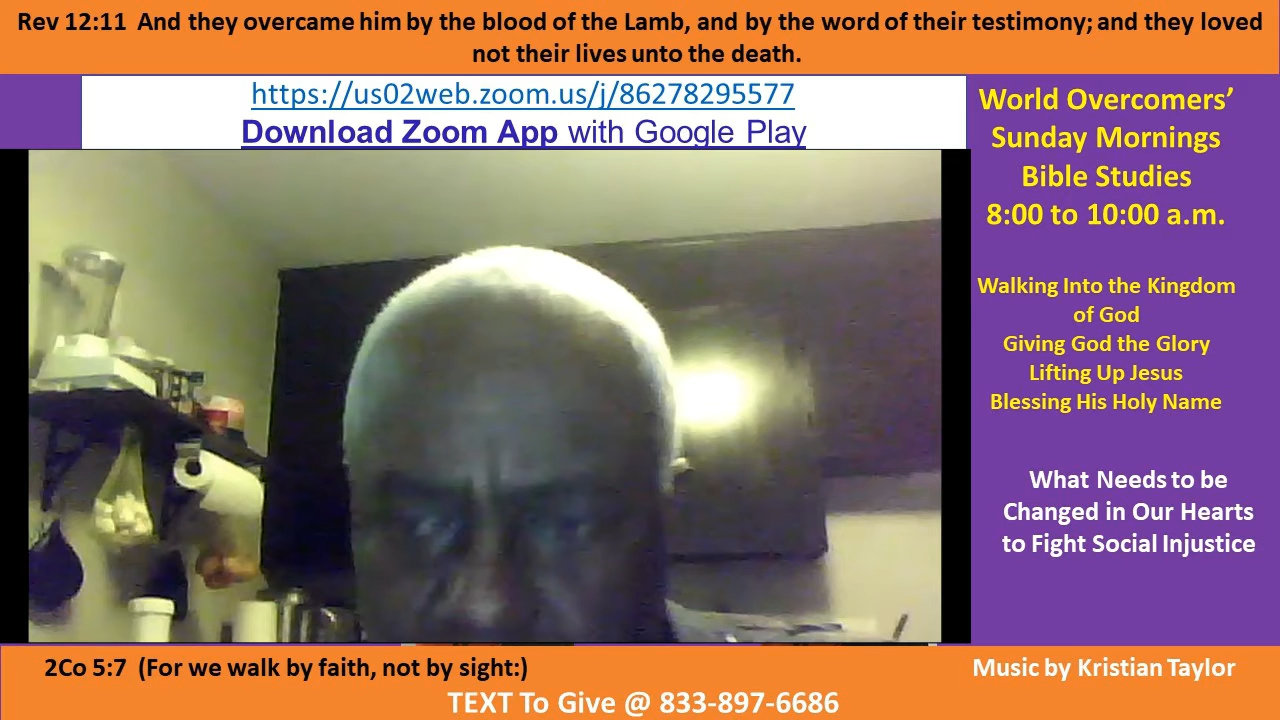 Rev 12:11 And they overcame him by the blood of the Lamb, and by the word of their testimony; and they loved
not their lives unto the death.
https://us02web.zoom.us/j/86278295577
Download Zoom App with Google Play
World Overcomers’
Sunday Mornings
Bible Studies
8:00 to 10:00 a.m.
Walking Into the Kingdom
of God
Giving God the Glory
Lifting Up Jesus
Blessing His Holy Name
What Needs to be
Changed in Our Hearts
to Fight Social Injustice
2Co 5:7 (For we walk by faith, not by sight:)
Music by Kristian Taylor
TEXT To Give @ 833-897-6686